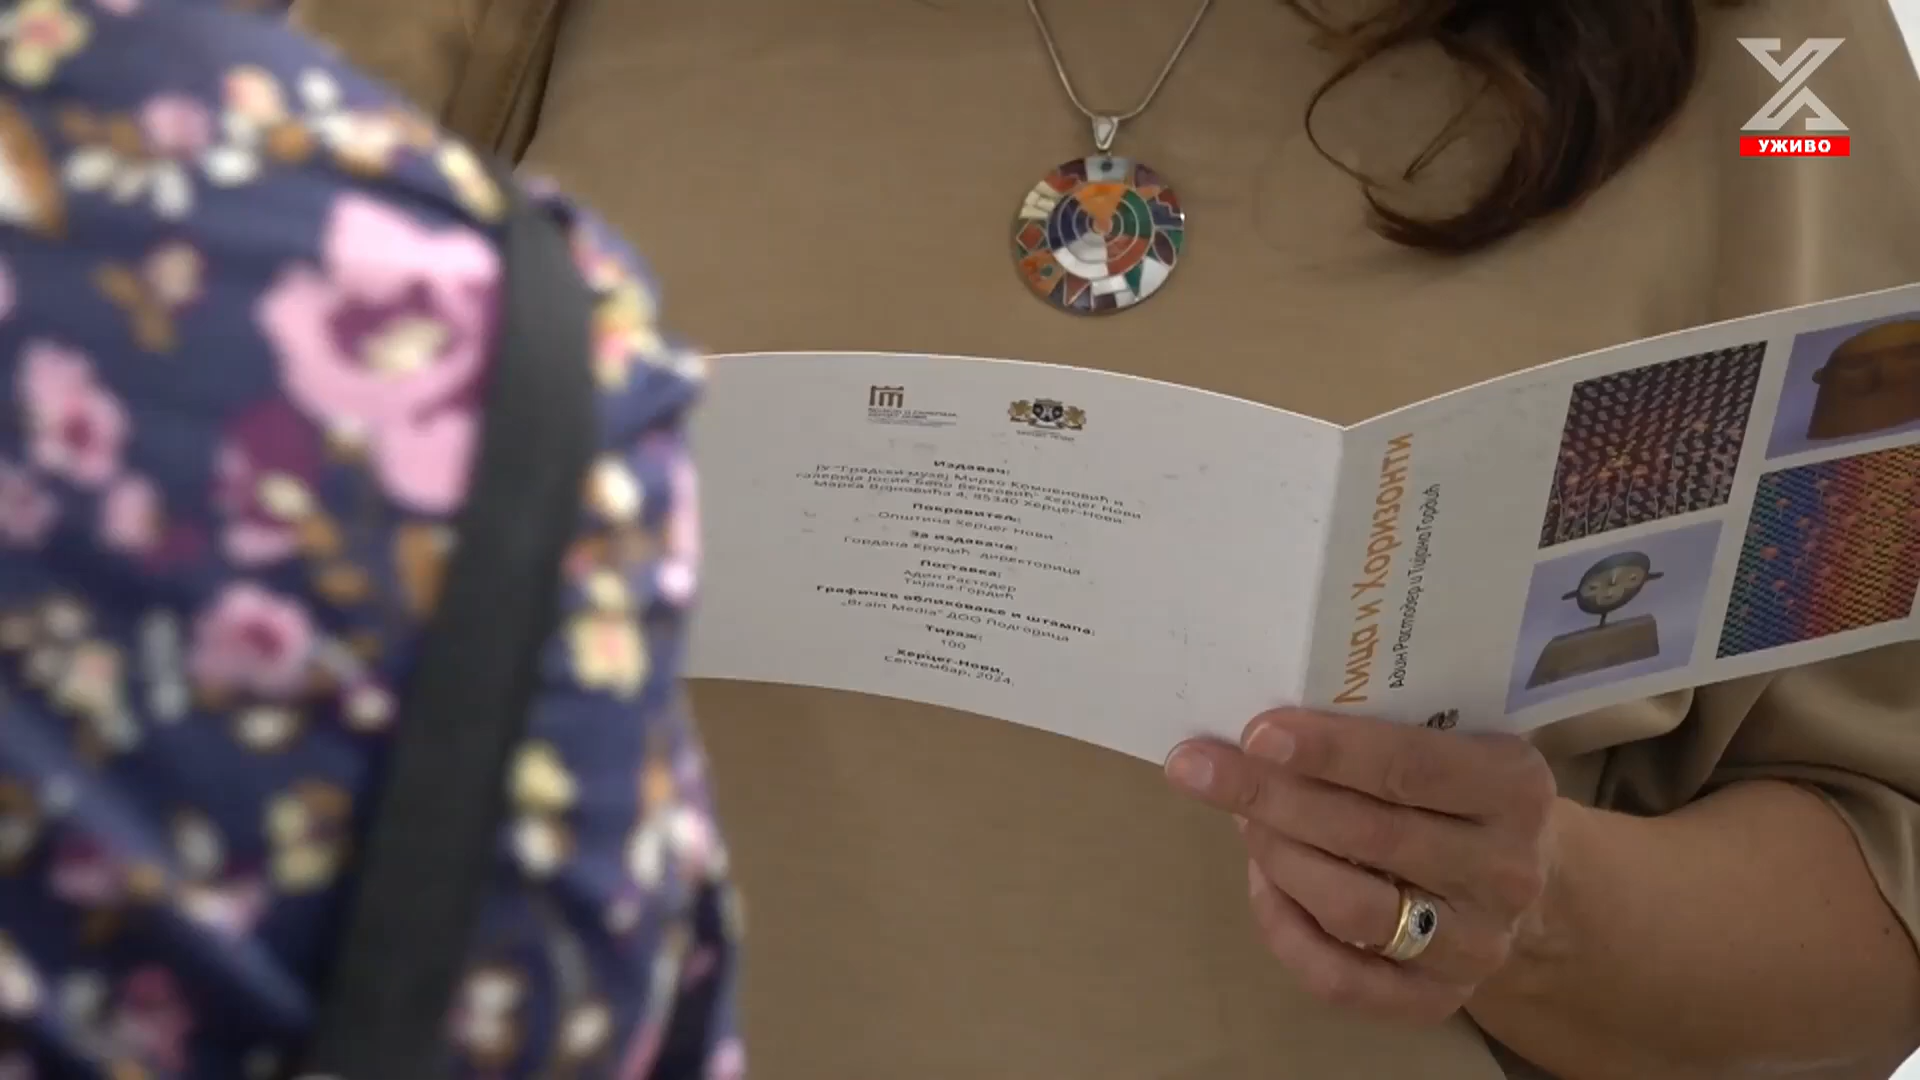 УЖИВО
Издавач:
ЈУ "Градски музеј Мирко Комненовић и
галерија Јосип Бепо Бенковић" Херцег Нови
Марка Војновића 4, 85340 Херцег-Нови
Покровитељ:
Општина Херцег Нови
За издавача:
Гордана Крунић, директорица
Поставка:
Адин Растодер
Тијана Гордић
Графичко обликовање и штампа:
„Brain Media" ДОО Подгорица
Тираж:
100
Херцег-Нови,
Септембар, 2024.
Лица и Хоризонти
Адин Растодер и Тијана Гордић